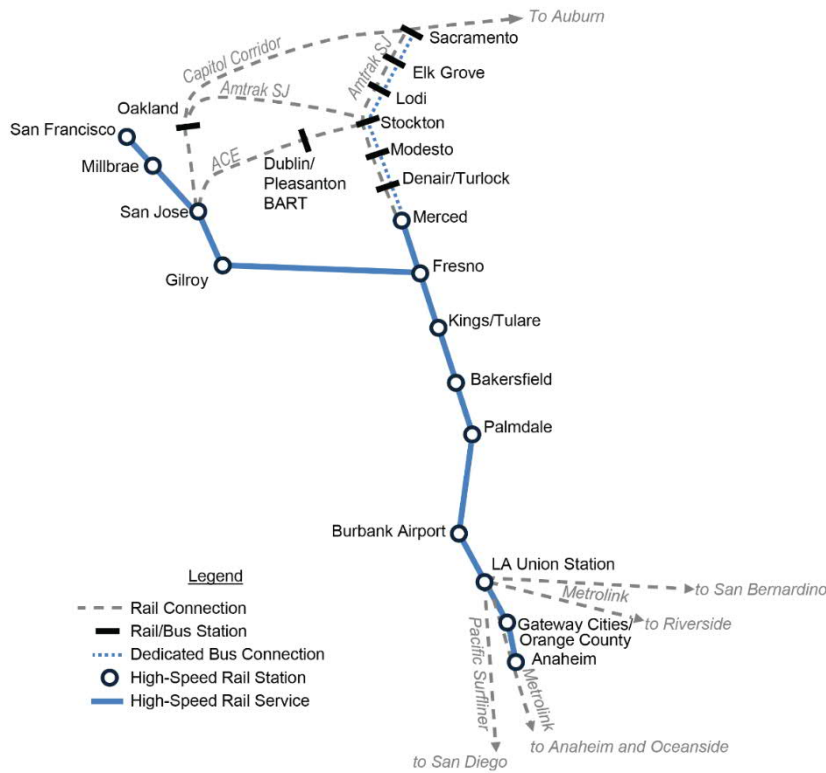 To Auburn
Sacramento
Capitol Corridor
Amtrak SJ
Elk Grove
Amtrak SJ
Lodi
Oakland
Stockton
San Francisco
Modesto
ACE
Millbrae
Dublin/
Pleasanton
BART
Denair/Turlock
San Jose
Merced
Gilroy
Fresno
Kings/Tulare
Bakersfield
Palmdale
Burbank Airport
LA Union Station
Legend
Rail Connection
Rail/Bus Station
Dedicated Bus Connection
High-Speed Rail Station
High-Speed Rail Service
to San Bernardino
Metrolink
to Riverside
Gateway Cities/
Orange County
Anaheim
Pacific Surfliner
Metrolink
to Anaheim and Oceanside
to San Diego